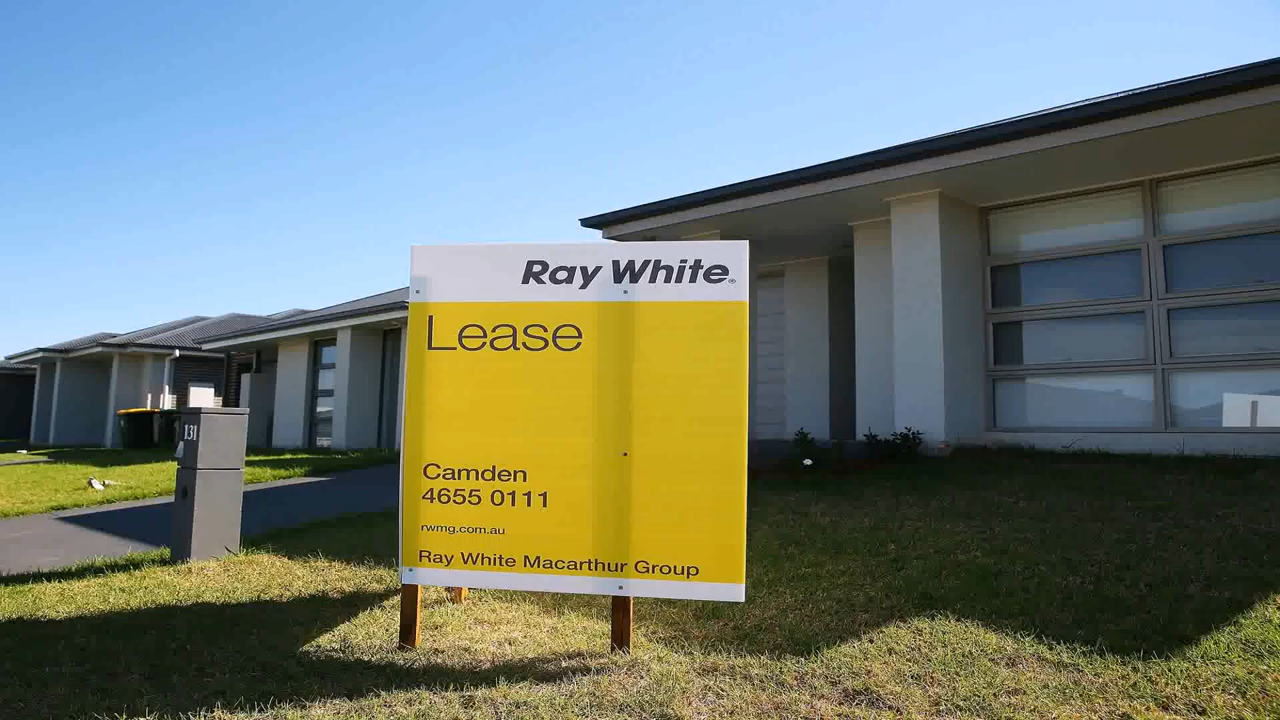 Ray White®
Lease
Camden
4655 0111
rwmg.com.au
Ray White Macarthur Group
131